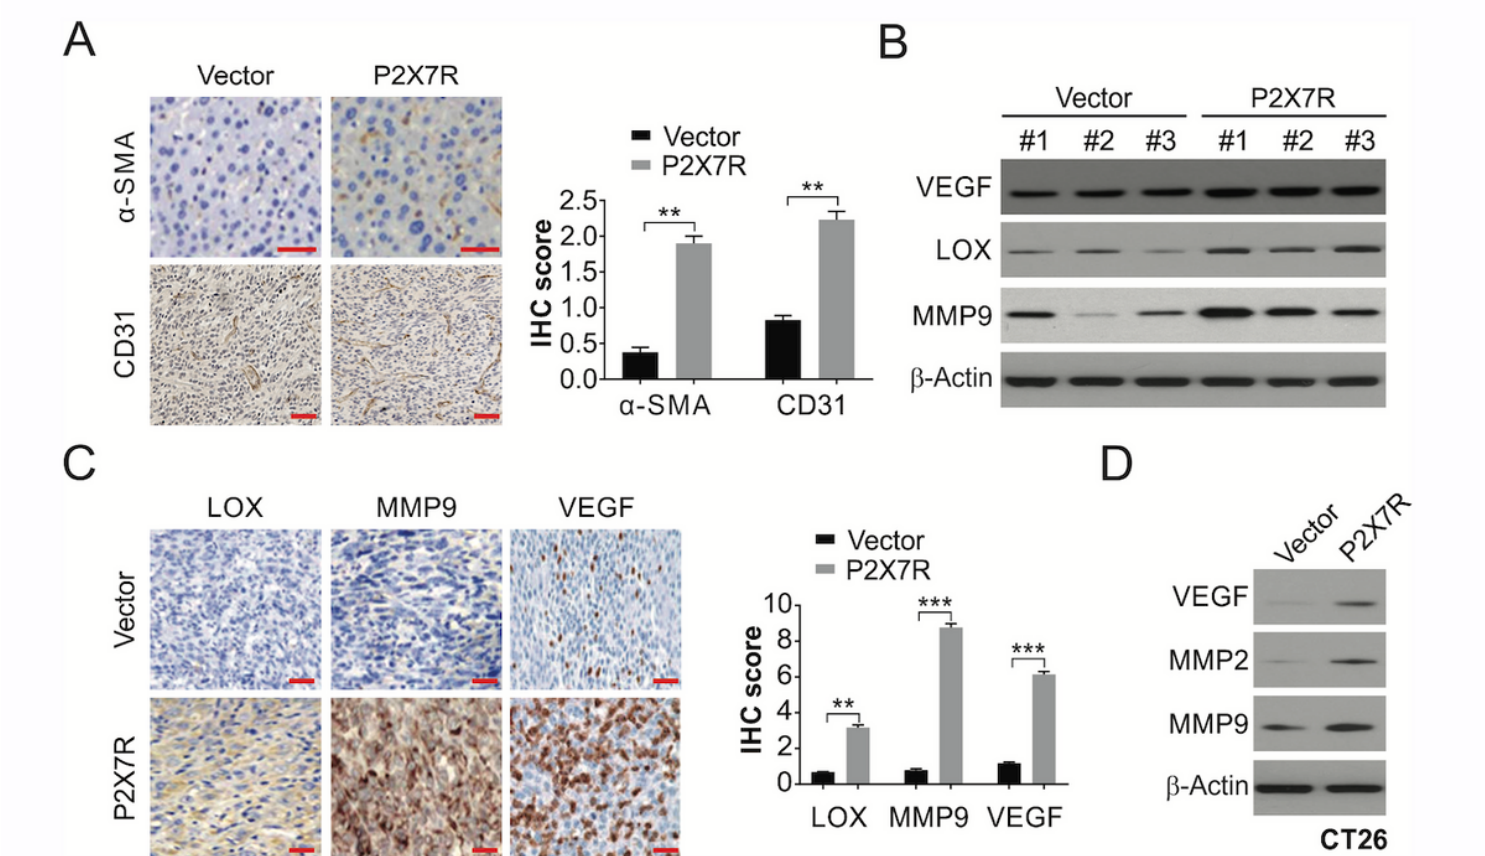 A
Vector P2X7R
α-SMA
CD31
Vector
P2X7R
IHC score
2.5
2.0
1.5
1.0
0.5
0.0
** **
α-SMA CD31
B
Vector P2X7R
#1 #2 #3 #1 #2 #3
VEGF
LOX
MMP9
β-Actin
C
LOX MMP9 VEGF
Vector
P2X7R
Vector
P2X7R
IHC score
10
8
6
4
2
0
** *** ***
LOX MMP9 VEGF
D
Vector P2X7R
VEGF
MMP2
MMP9
β-Actin
CT26